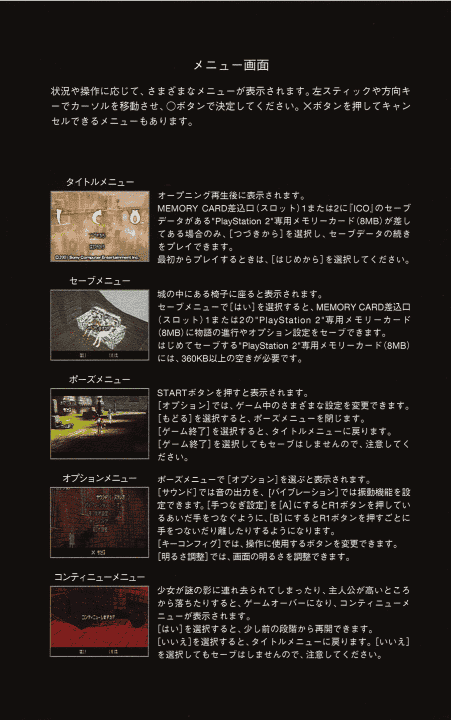 メニュー画面
状況や操作に応じて、さまざまなメニューが表示されます。左スティックや方向キ
ーでカーソルを移動させ、○ボタンで決定してください。×ボタンを押してキャン
セルできるメニューもあります。
タイトルメニュー
オープニング再生後に表示されます。
MEMORY CARD差込口（スロット）1または2に『ICO』のセーブ
データがある"PlayStation 2"専用メモリーカード（8MB）が差し
てある場合のみ、［つづきから］を選択し、セーブデータの続き
をプレイできます。
最初からプレイするときは、［はじめから］を選択してください。
I C O
©2001 Sony Computer Entertainment Inc.
セーブメニュー
城の中にある椅子に座ると表示されます。
セーブメニューで［はい］を選択すると、MEMORY CARD差込口
（スロット）1または2の"PlayStation 2"専用メモリーカード
（8MB）に物語の進行やオプション設定をセーブできます。
はじめてセーブする"PlayStation 2"専用メモリーカード（8MB）
には、360KB以上の空きが必要です。
ポーズメニュー
STARTボタンを押すと表示されます。
［オプション］では、ゲーム中のさまざまな設定を変更できます。
［もどる］を選択すると、ポーズメニューを閉じます。
［ゲーム終了］を選択すると、タイトルメニューに戻ります。
［ゲーム終了］を選択してもセーブはしませんので、注意してく
ださい。
オプションメニュー
ポーズメニューで［オプション］を選ぶと表示されます。
［サウンド］では音の出力を、［バイブレーション］では振動機能を設
定できます。［手つなぎ設定］を［A］にするとR1ボタンを押してい
るあいだ手をつなぐように、［B］にするとR1ボタンを押すごとに
手をつないだり離したりするようになります。
［キーコンフィグ］では、操作に使用するボタンを変更できます。
［明るさ調整］では、画面の明るさを調整できます。
コンティニューメニュー
少女が謎の影に連れ去られてしまったり、主人公が高いところ
から落ちたりすると、ゲームオーバーになり、コンティニューメ
ニューが表示されます。
［はい］を選択すると、少し前の段階から再開できます。
［いいえ］を選択すると、タイトルメニューに戻ります。［いいえ］
を選択してもセーブはしませんので、注意してください。
コンティニューしますか？